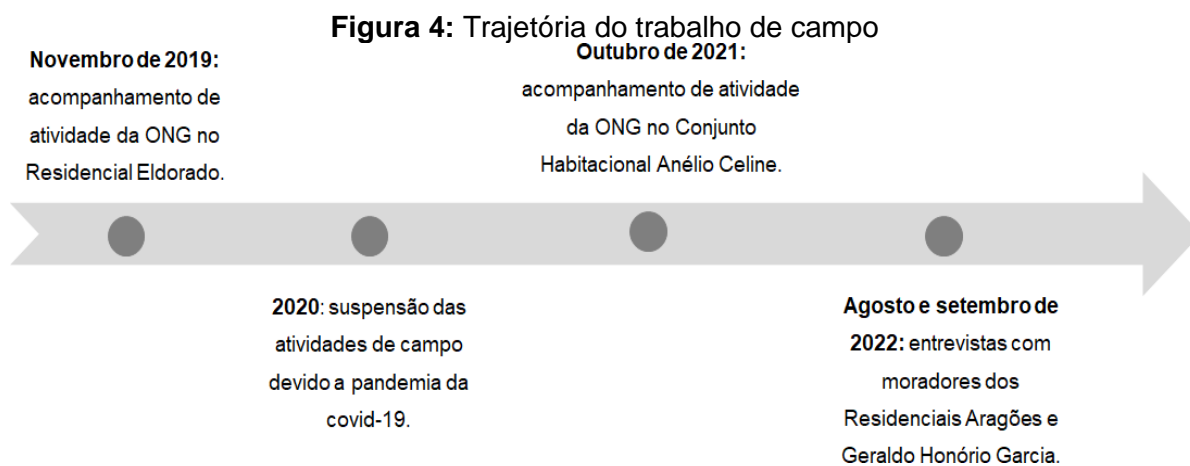 Figura 4: Trajetória do trabalho de campo
Novembro de 2019:
acompanhamento de
atividade da ONG no
Residencial Eldorado.
Outubro de 2021:
acompanhamento de atividade
da ONG no Conjunto
Habitacional Anélio Celine.
2020: suspensão das
atividades de campo
devido a pandemia da
covid-19.
Agosto e setembro de
2022: entrevistas com
moradores dos
Residenciais Aragões e
Geraldo Honório Garcia.